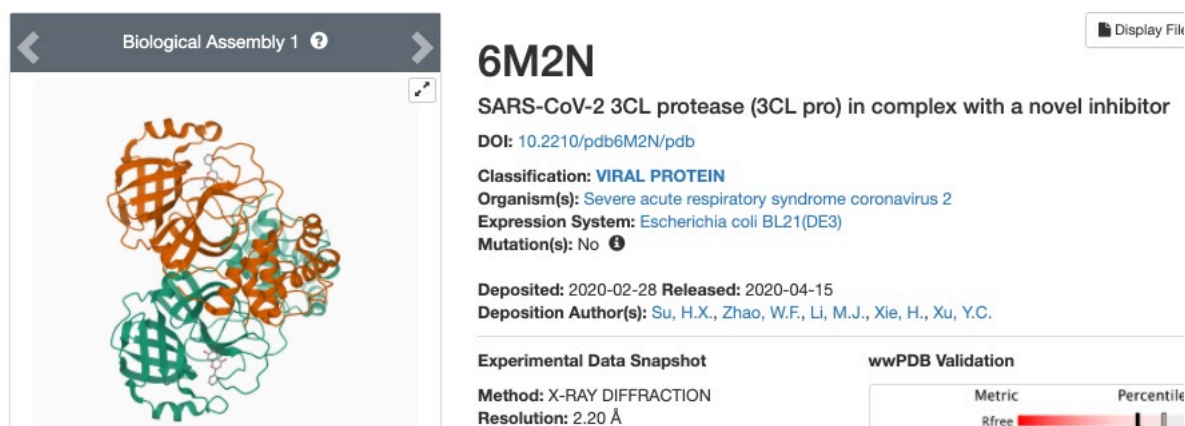 Biological Assembly 1
Display File
6M2N
SARS-CoV-2 3CL protease (3CL pro) in complex with a novel inhibitor
DOI: 10.2210/pdb6M2N/pdb
Classification: VIRAL PROTEIN
Organism(s): Severe acute respiratory syndrome coronavirus 2
Expression System: Escherichia coli BL21(DE3)
Mutation(s): No
Deposited: 2020-02-28 Released: 2020-04-15
Deposition Author(s): Su, H.X., Zhao, W.F., Li, M.J., Xie, H., Xu, Y.C.
Experimental Data Snapshot
Method: X-RAY DIFFRACTION
Resolution: 2.20 Å
wwPDB Validation
Metric Percentile
Rfree